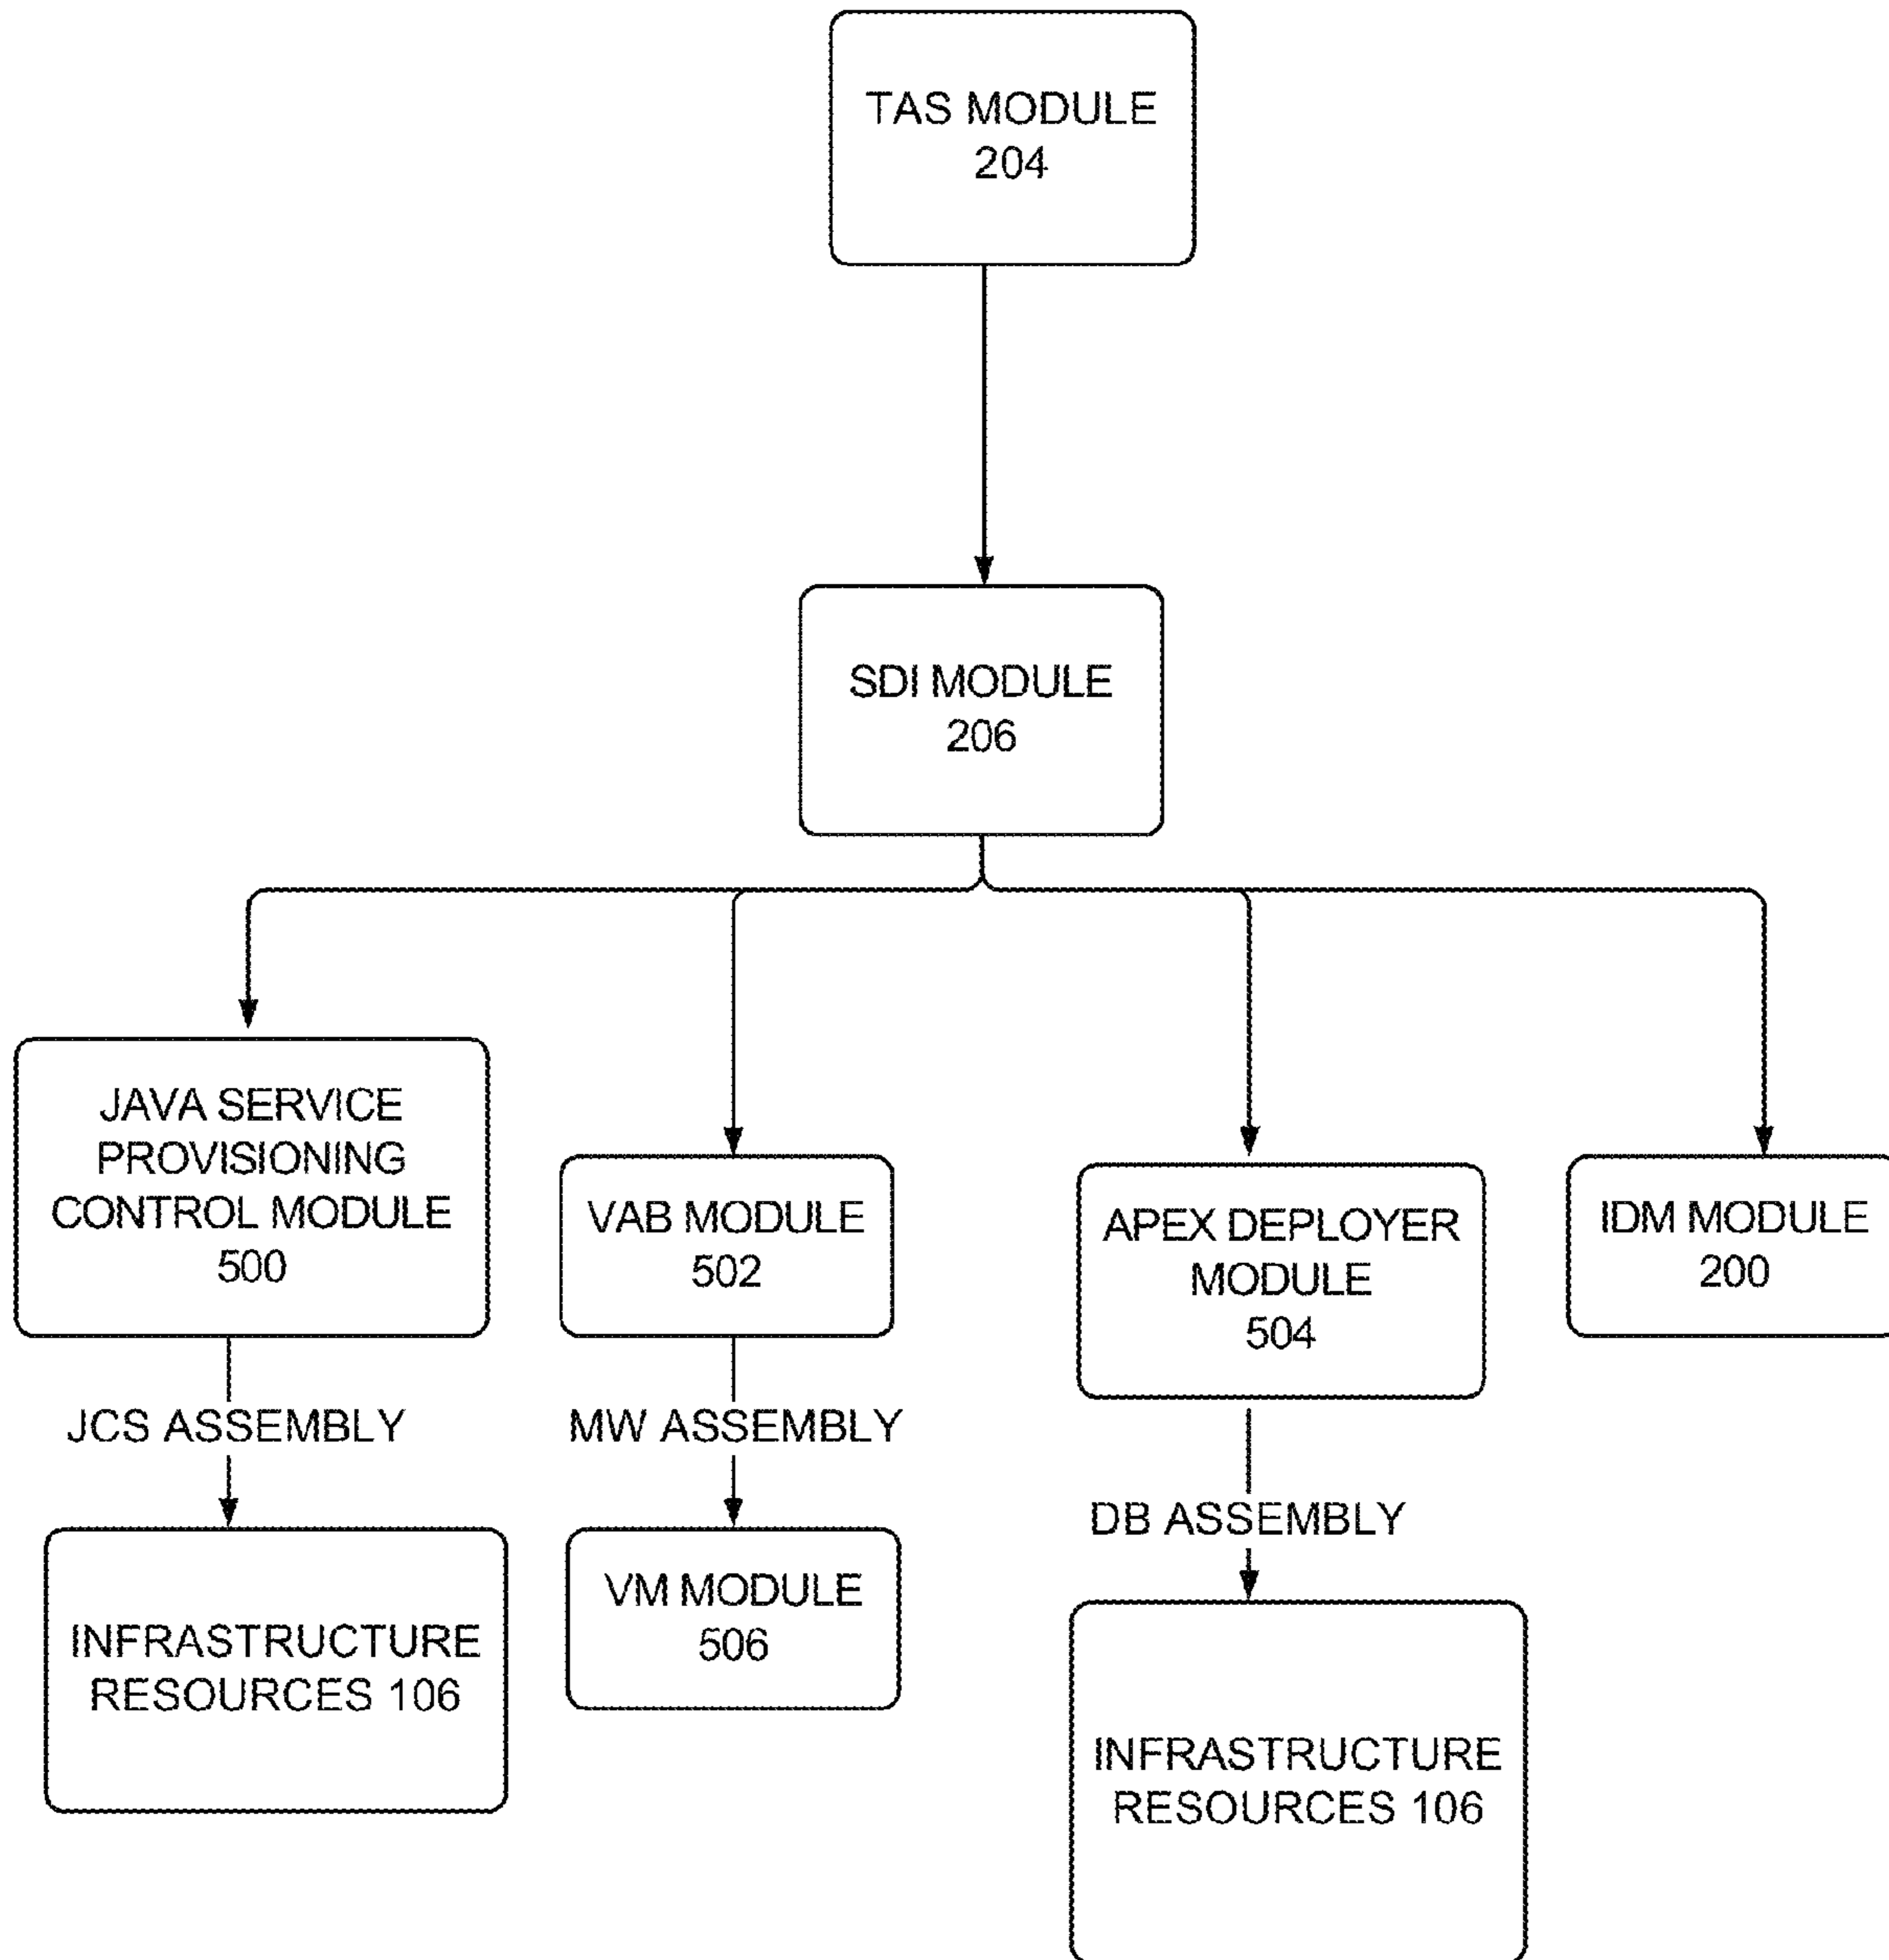 TAS MODULE
204
SDI MODULE
206
JAVA SERVICE
PROVISIONING
CONTROL MODULE
500
VAB MODULE
502
APEX DEPLOYER
MODULE
504
IDM MODULE
200
JCS ASSEMBLY
MW ASSEMBLY
DB ASSEMBLY
INFRASTRUCTURE
RESOURCES 106
VM MODULE
506
INFRASTRUCTURE
RESOURCES 106